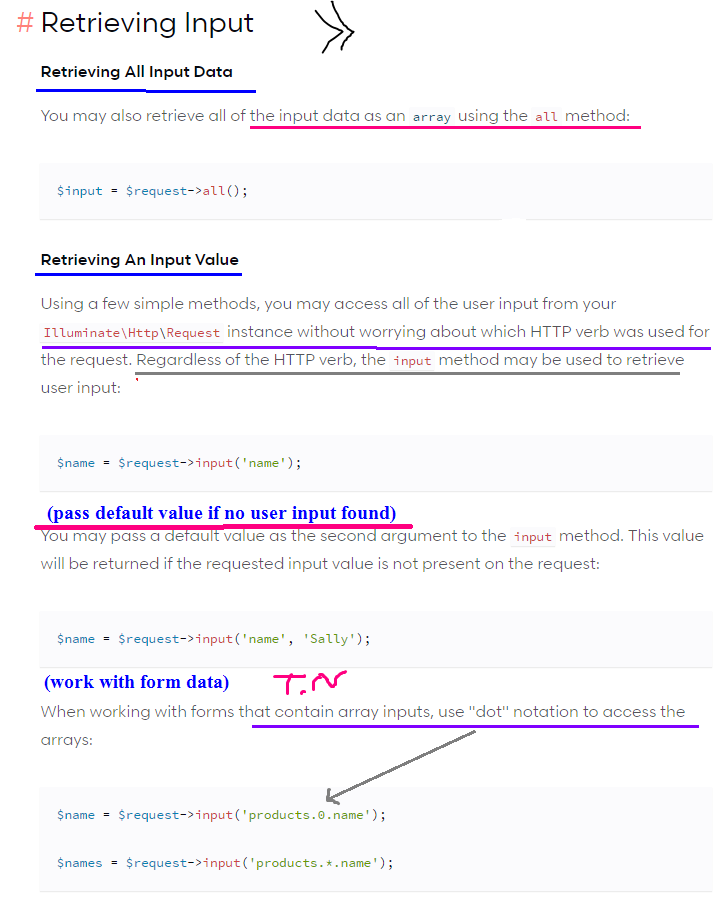 # Retrieving Input
Retrieving All Input Data
You may also retrieve all of the input data as an array using the all method:
$input = $request->all();
Retrieving An Input Value
Using a few simple methods, you may access all of the user input from your
Illuminate\Http\Request instance without worrying about which HTTP verb was used for
the request. Regardless of the HTTP verb, the input method may be used to retrieve
user input:
$name = $request->input('name');
(pass default value if no user input found)
You may pass a default value as the second argument to the input method. This value
will be returned if the requested input value is not present on the request:
$name = $request->input('name', 'Sally');
(work with form data) T.N
When working with forms that contain array inputs, use "dot" notation to access the
arrays:
$name = $request->input('products.0.name');
$names = $request->input('products.*.name');